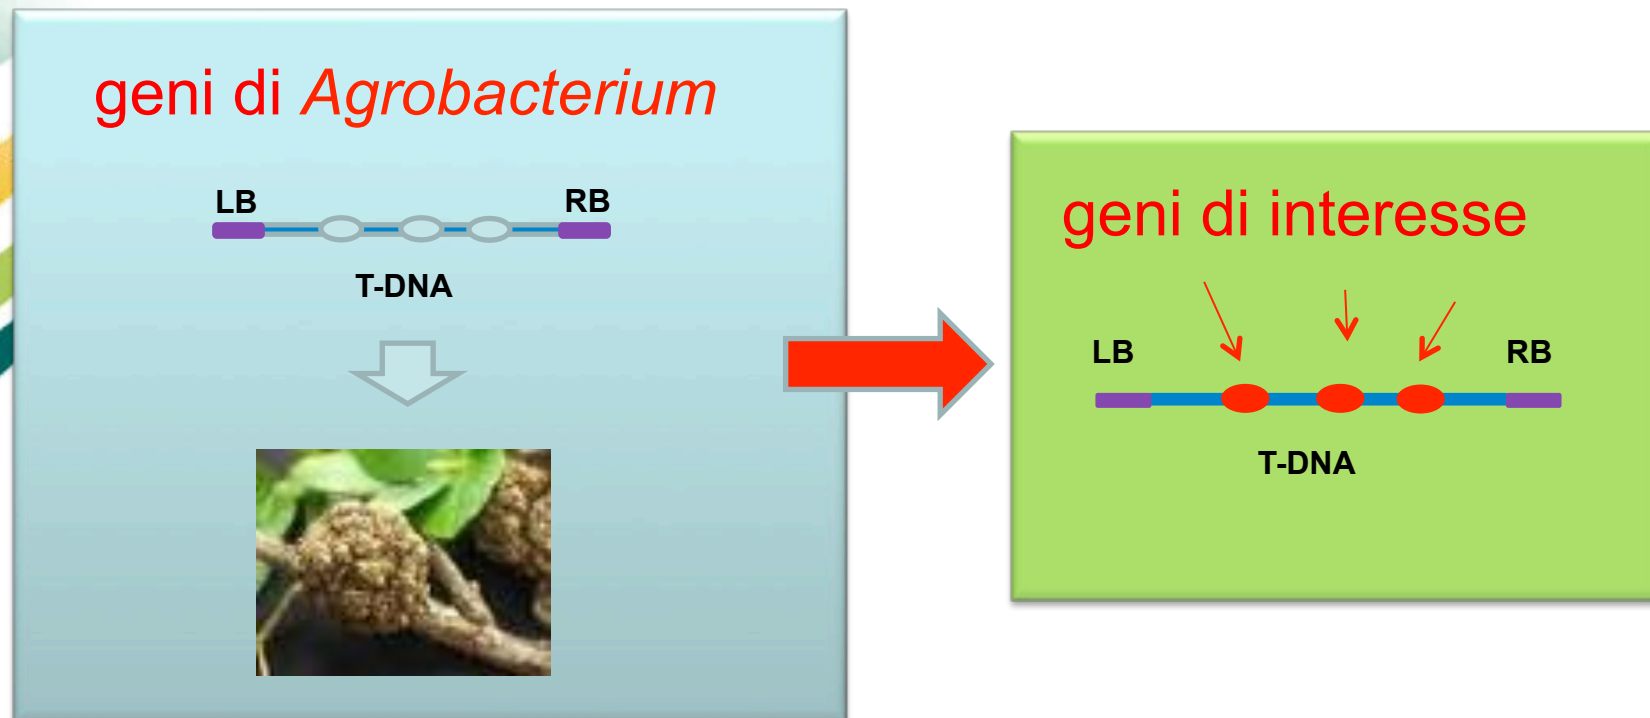 geni di Agrobacterium
LB RB
T-DNA
geni di interesse
LB RB
T-DNA